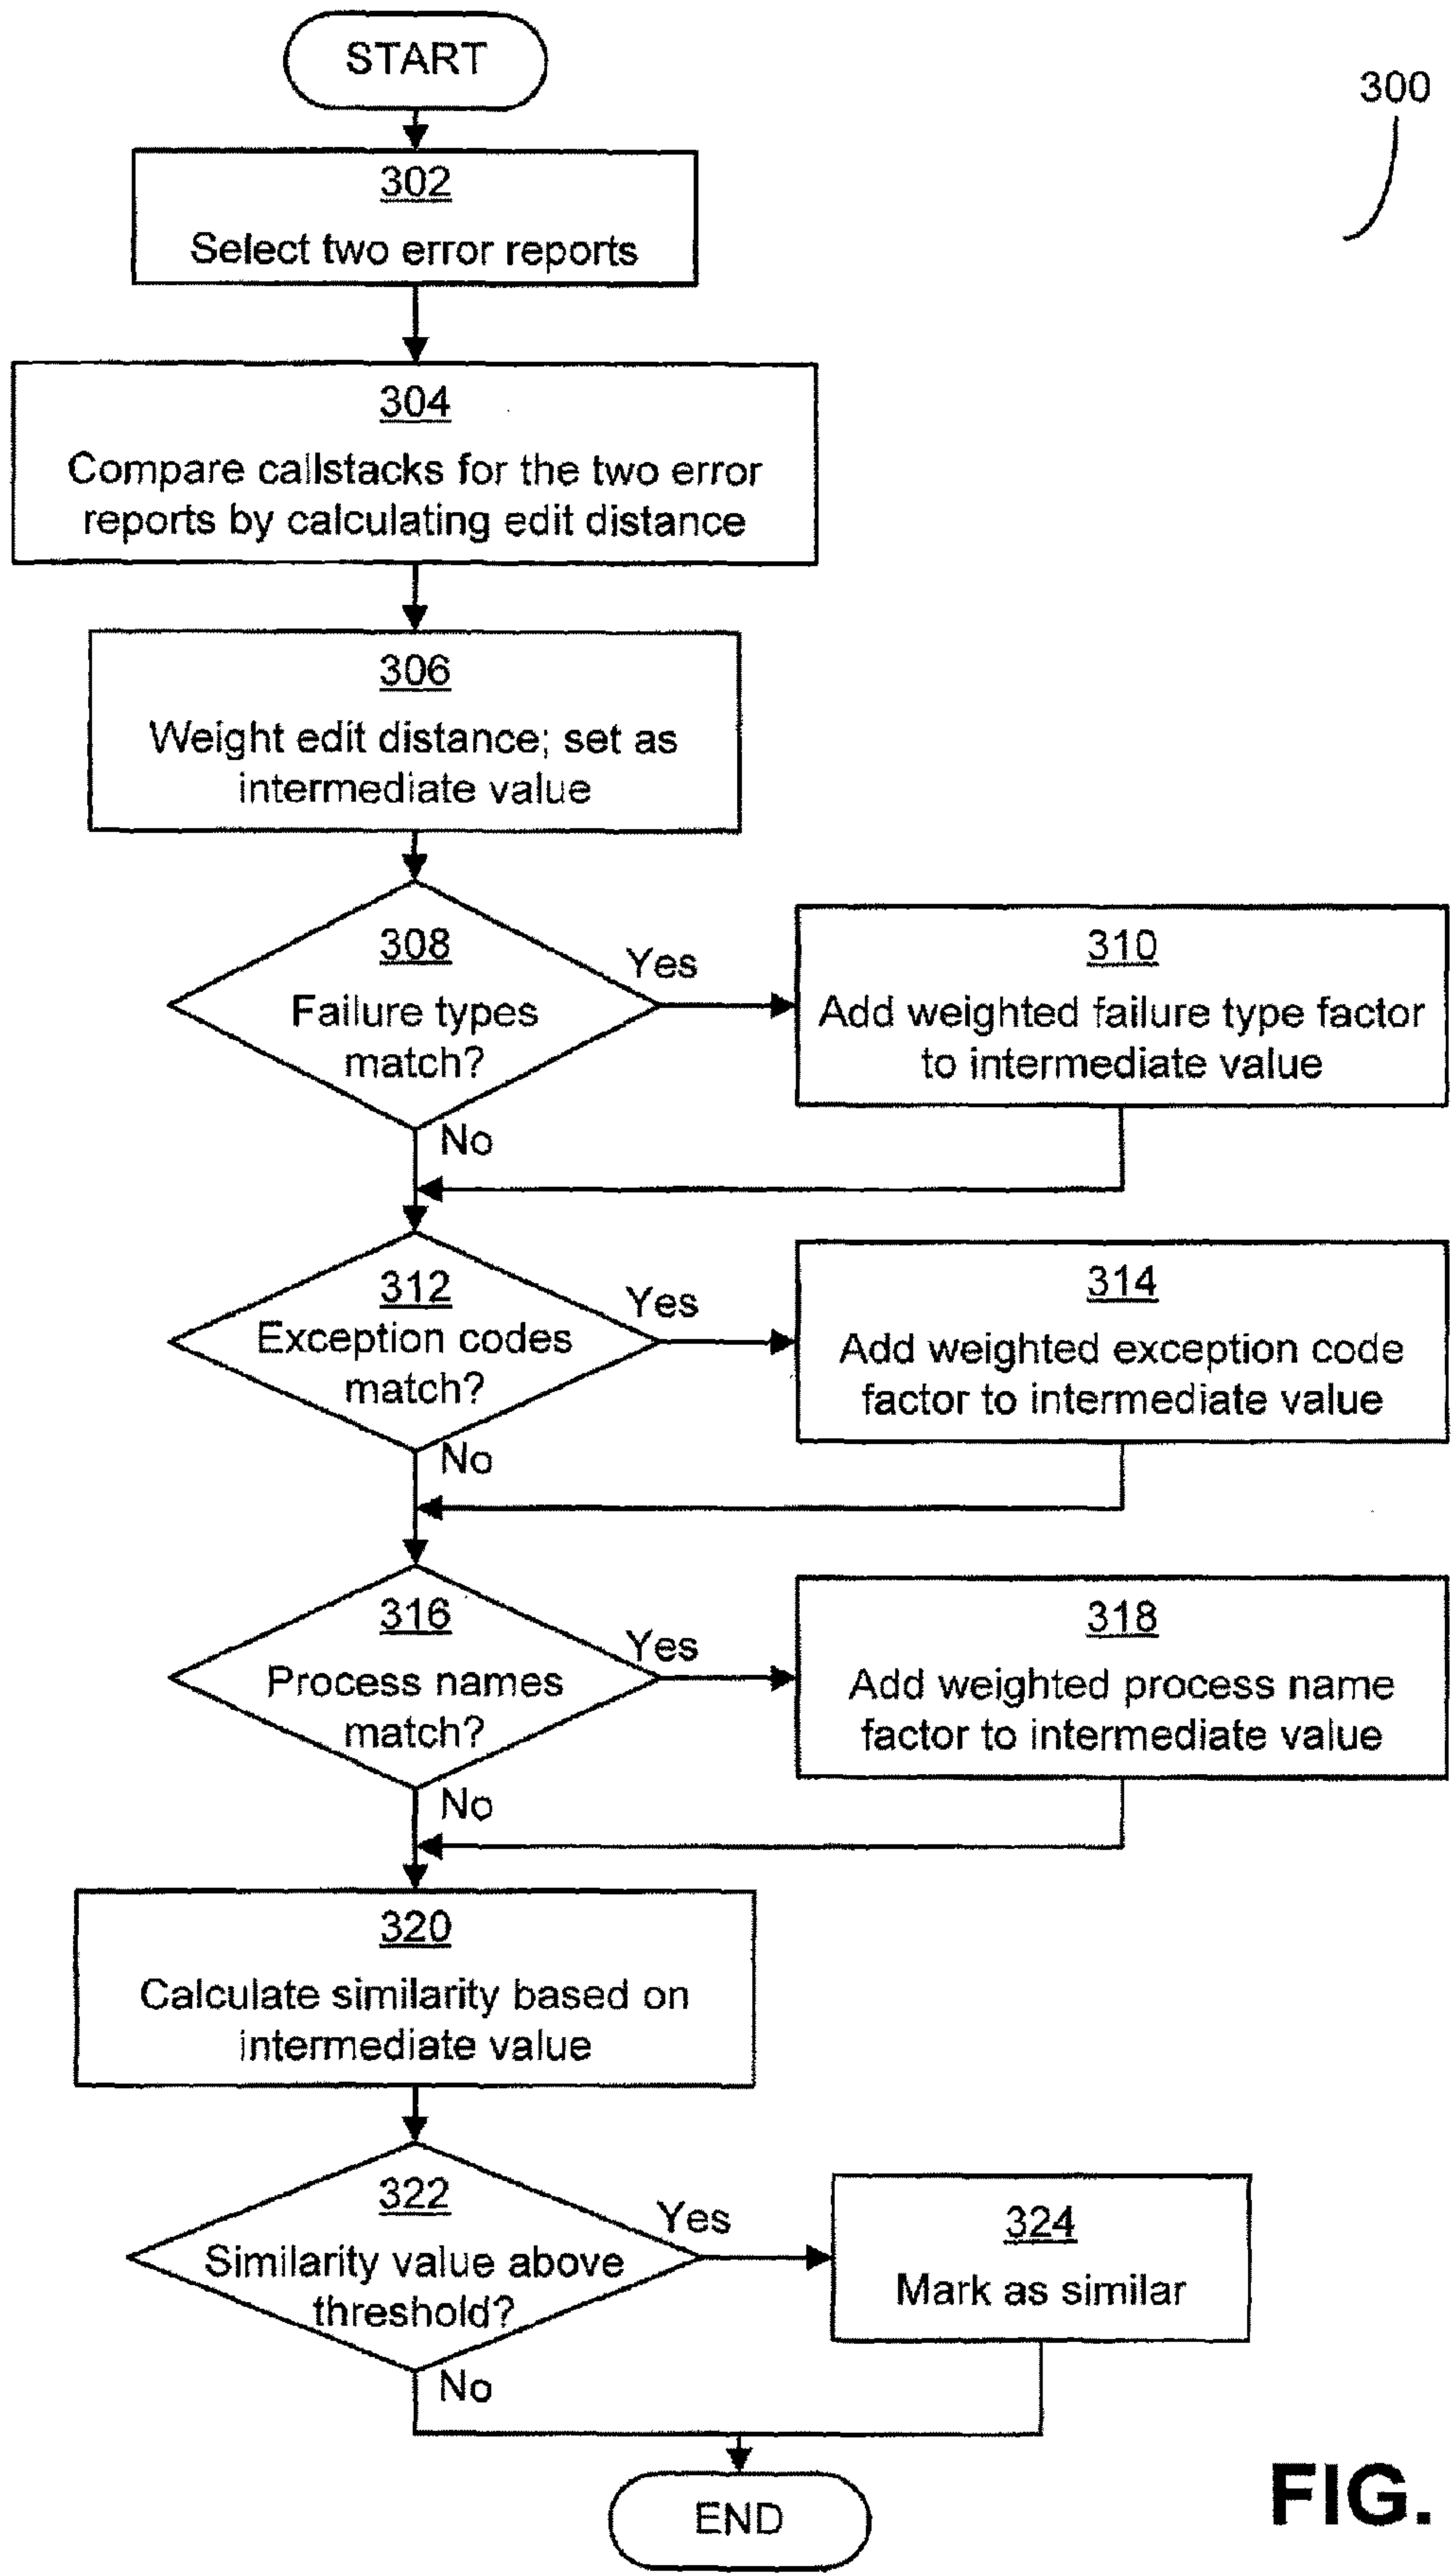 START
300
302
Select two error reports
304
Compare callstacks for the two error
reports by calculating edit distance
306
Weight edit distance; set as
intermediate value
308
Failure types
match?
Yes
310
Add weighted failure type factor
to intermediate value
No
312
Exception codes
match?
Yes
314
Add weighted exception code
factor to intermediate value
No
316
Process names
match?
Yes
318
Add weighted process name
factor to intermediate value
No
320
Calculate similarity based on
intermediate value
322
Similarity value above
threshold?
Yes
324
Mark as similar
No
END
FIG.